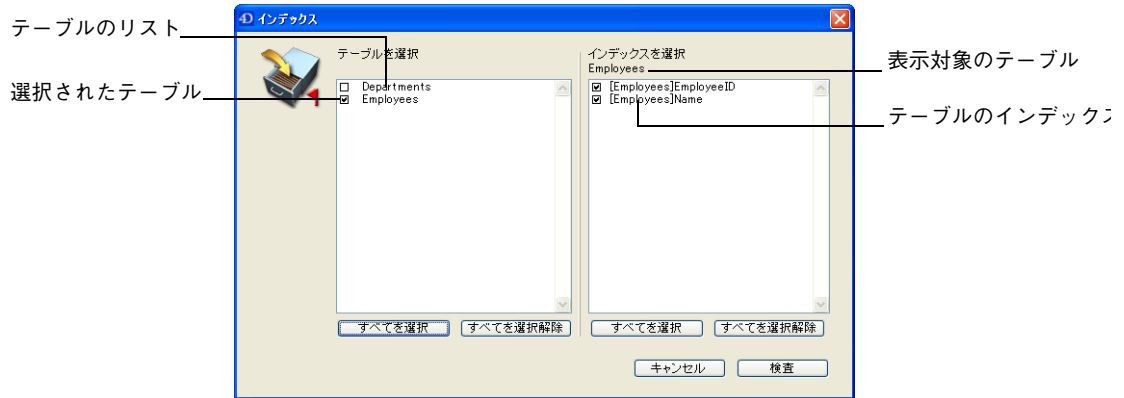 テーブルのリスト
選択されたテーブル
4D インデックス
テーブルを選択
Departments
Employees
すべてを選択
すべてを選択解除
インデックスを選択
Employees
[Employees]EmployeeID
[Employees]Name
すべてを選択
すべてを選択解除
キャンセル
検査
表示対象のテーブル
テーブルのインデックス